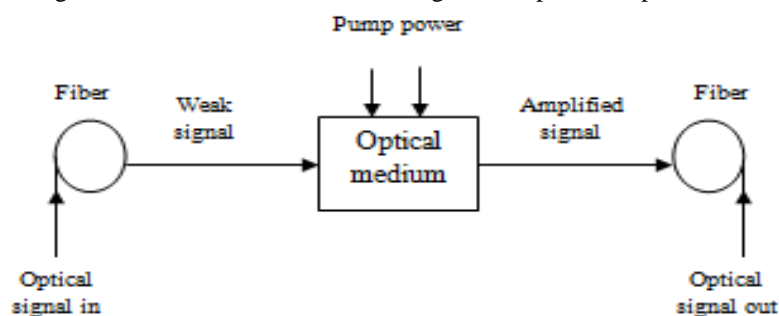 Pump power
Fiber
Weak
signal
Optical
medium
Amplified
signal
Fiber
Optical
signal in
Optical
signal out